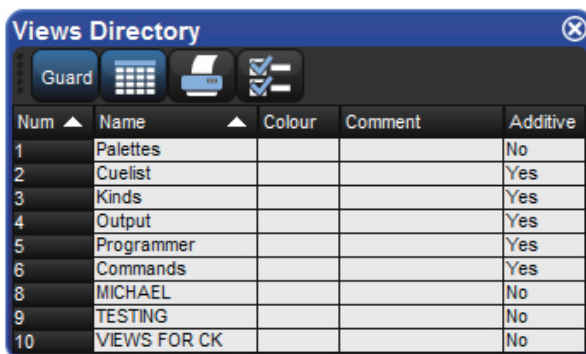 Views Directory
Guard
Num Name Colour Comment Additive
1 Palettes No
2 Cuelist Yes
3 Kinds Yes
4 Output Yes
5 Programmer Yes
6 Commands Yes
8 MICHAEL No
9 TESTING No
10 VIEWS FOR CK No